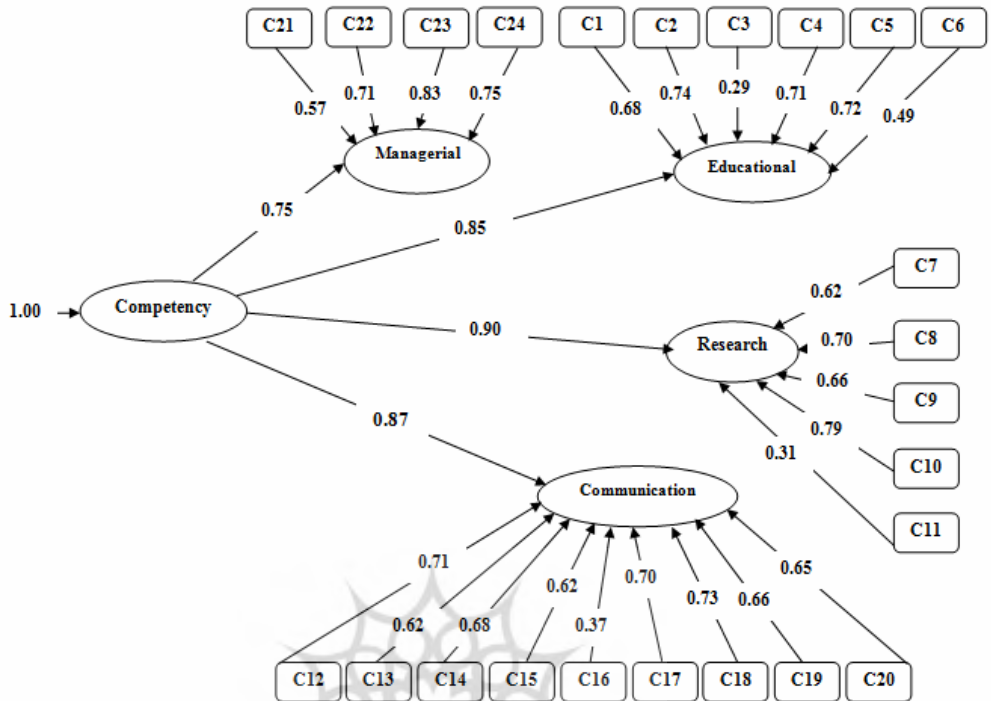 C21 C22 C23 C24 C1 C2 C3 C4 C5 C6
0.57 0.71 0.83 0.75 0.68 0.74 0.29 0.71 0.72 0.49
Managerial
Educational
0.75
0.85
C7
0.62
1.00
Competency
0.90
Research
0.70
C8
0.66
C9
0.87
0.79
0.31
C10
Communication
C11
0.71 0.62 0.68 0.62 0.37 0.70 0.73 0.66 0.65
C12 C13 C14 C15 C16 C17 C18 C19 C20